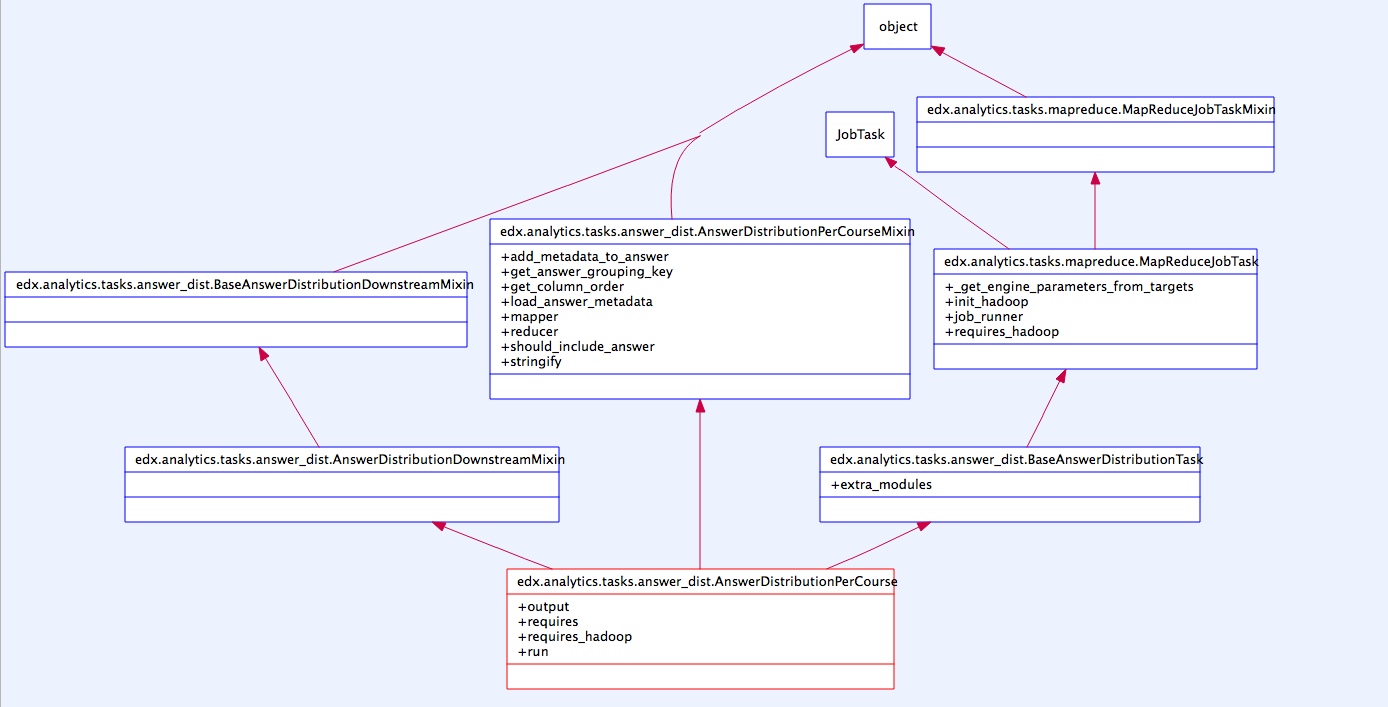 object
edx.analytics.tasks.mapreduce.MapReduceJobTaskMixin
JobTask
edx.analytics.tasks.answer_dist.AnswerDistributionPerCourseMixin
+add_metadata_to_answer
+get_answer_grouping_key
+get_column_order
+load_answer_metadata
+mapper
+reducer
+should_include_answer
+stringify
edx.analytics.tasks.mapreduce.MapReduceJobTask
+_get_engine_parameters_from_targets
+init_hadoop
+job_runner
+requires_hadoop
edx.analytics.tasks.answer_dist.BaseAnswerDistributionDownstreamMixin
edx.analytics.tasks.answer_dist.AnswerDistributionDownstreamMixin
edx.analytics.tasks.answer_dist.BaseAnswerDistributionTask
+extra_modules
edx.analytics.tasks.answer_dist.AnswerDistributionPerCourse
+output
+requires
+requires_hadoop
+run